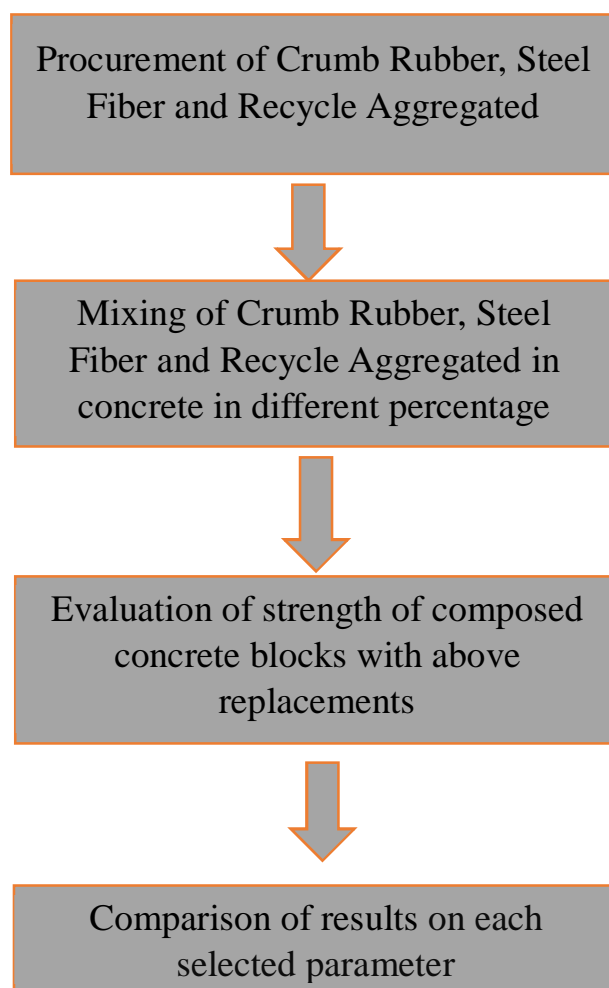 Procurement of Crumb Rubber, Steel
Fiber and Recycle Aggregated
Mixing of Crumb Rubber, Steel
Fiber and Recycle Aggregated in
concrete in different percentage
Evaluation of strength of composed
concrete blocks with above
replacements
Comparison of results on each
selected parameter